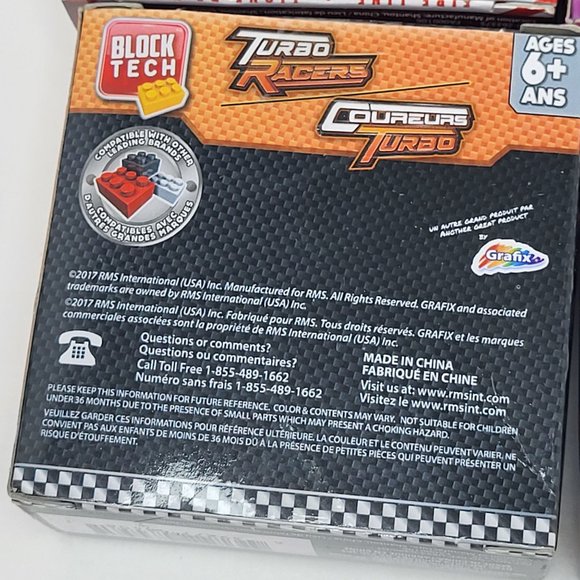 BLOCK
TECH
TURBO
RACERS
COUREURS
TURBO
AGES
6+
ANS
COMPATIBLE WITH OTHER
LEADING BRANDS
COMPATIBLES AVEC
D'AUTRES GRANDES MARQUES
UN AUTRE GRAND PRODUIT PAR
ANOTHER GREAT PRODUCT
BY
Grafix
©2017 RMS International (USA) Inc. Manufactured for RMS. All Rights Reserved. GRAFIX and associated
trademarks are owned by RMS International (USA) Inc.
©2017 RMS International (USA) Inc. Fabriqué pour RMS. Tous droits réservés. GRAFIX et les marques
commerciales associées sont la propriété de RMS International (USA) Inc.
Questions or comments?
Questions ou commentaires?
Call Toll Free 1-855-489-1662
Numéro sans frais 1-855-489-1662
MADE IN CHINA
FABRIQUÉ EN CHINE
Visit us at: www.rmsint.com
Visitez le www.rmsint.com
PLEASE KEEP THIS INFORMATION FOR FUTURE REFERENCE. COLOR & CONTENTS MAY VARY. NOT SUITABLE FOR CHILDREN
UNDER 36 MONTHS DUE TO THE PRESENCE OF SMALL PARTS WHICH MAY PRESENT A CHOKING HAZARD.
VEUILLEZ GARDER CES INFORMATIONS POUR RÉFÉRENCE ULTÉRIEURE. LA COULEUR ET LE CONTENU PEUVENT VARIER, NE
CONVIENT PAS AUX ENFANTS DE MOINS DE 36 MOIS DÛ À LA PRÉSENCE DE PETITES PIÈCES QUI PEUVENT PRÉSENTER UN
RISQUE D'ÉTOUFFEMENT.